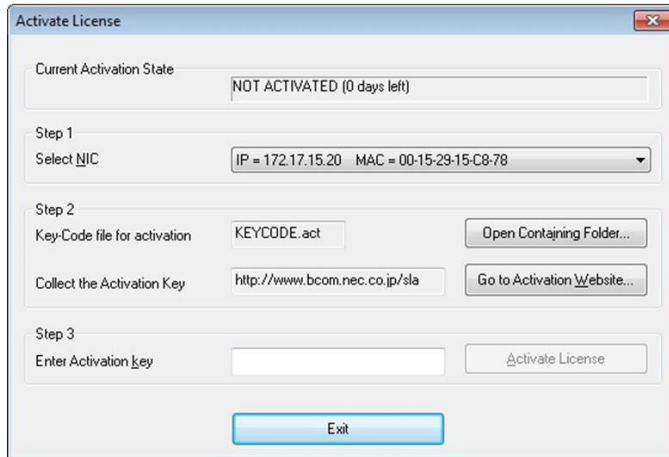 Activate License
Current Activation State
NOT ACTIVATED (0 days left)
Step 1
Select NIC
IP = 172.17.15.20 MAC = 00-15-29-15-C8-78
Step 2
Key-Code file for activation
KEYCODE.act
Open Containing Folder...
Collect the Activation Key
http://www.bcom.nec.co.jp/sla
Go to Activation Website...
Step 3
Enter Activation key
Activate License
Exit